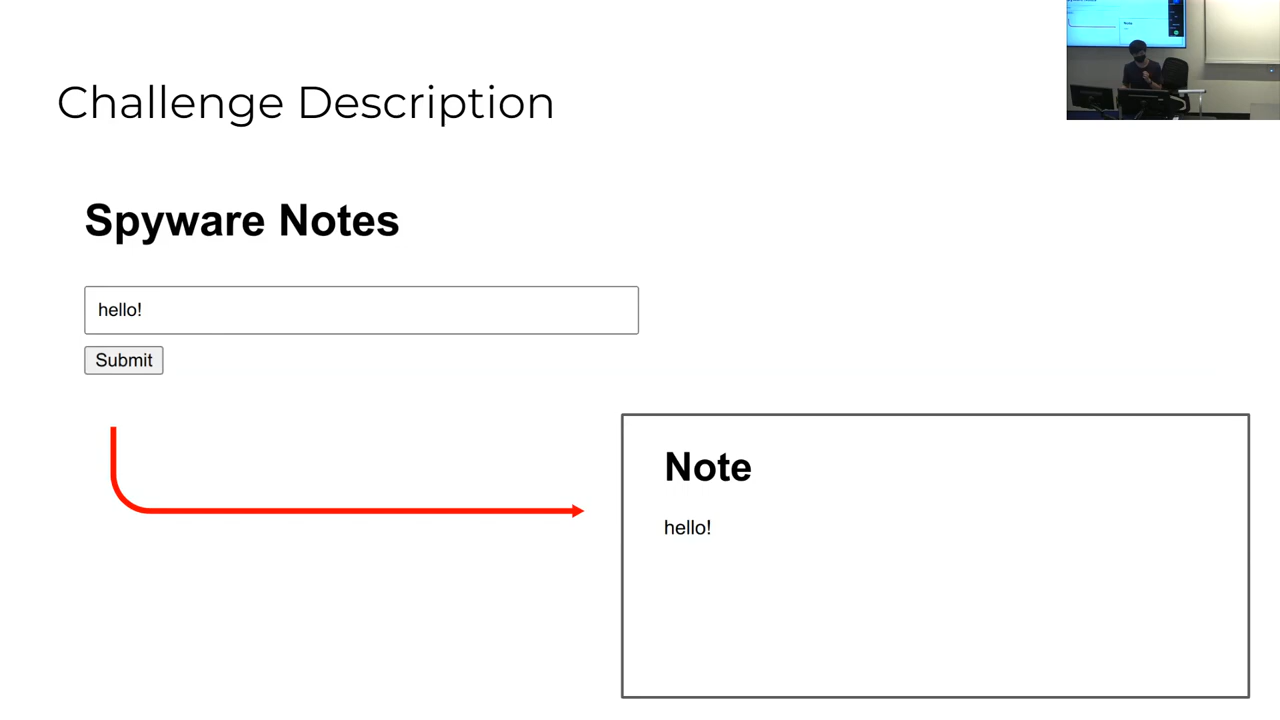 Challenge Description
Spyware Notes
hello!
Submit
Note
hello!